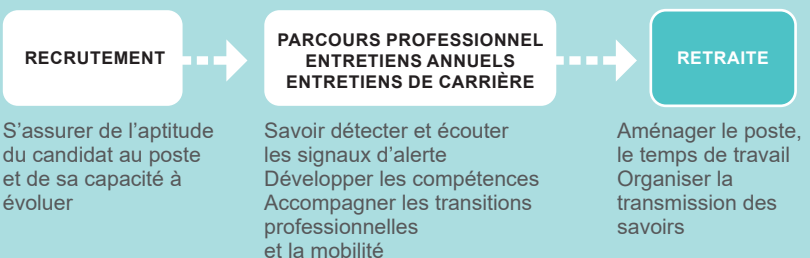 RECRUTEMENT
S’assurer de l’aptitude
du candidat au poste
et de sa capacité à
évoluer
PARCOURS PROFESSIONNEL
ENTRETIENS ANNUELS
ENTRETIENS DE CARRIÈRE
Savoir détecter et écouter
les signaux d’alerte
Développer les compétences
Accompagner les transitions
professionnelles
et la mobilité
RETRAITE
Aménager le poste,
le temps de travail
Organiser la
transmission des
savoirs